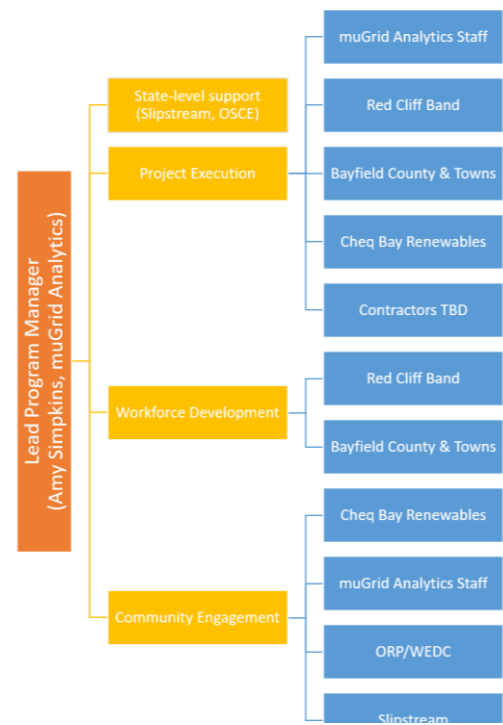 Lead Program Manager
(Amy Simpkins, muGrid Analytics)
State-level support
(Slipstream, OSCE)
Project Execution
muGrid Analytics Staff
Red Cliff Band
Bayfield County & Towns
Cheq Bay Renewables
Contractors TBD
Workforce Development
Red Cliff Band
Bayfield County & Towns
Community Engagement
Cheq Bay Renewables
muGrid Analytics Staff
ORP/WEDC
Slipstream